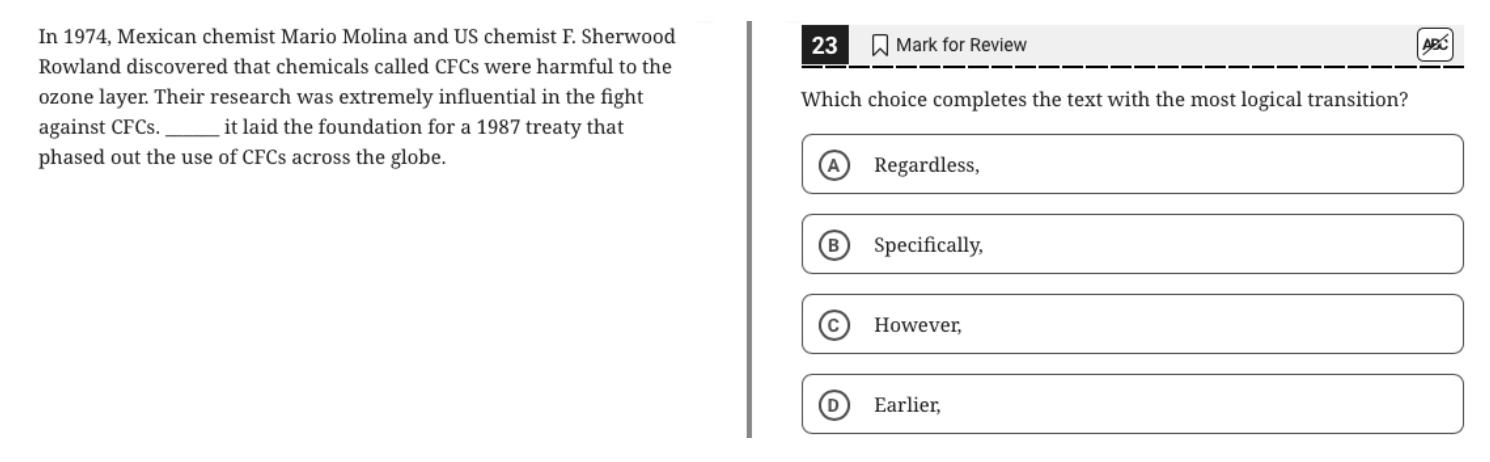 In 1974, Mexican chemist Mario Molina and US chemist F. Sherwood
Rowland discovered that chemicals called CFCs were harmful to the
ozone layer. Their research was extremely influential in the fight
against CFCs. ______ it laid the foundation for a 1987 treaty that
phased out the use of CFCs across the globe.
23 Mark for Review ABC
Which choice completes the text with the most logical transition?
A Regardless,
B Specifically,
C However,
D Earlier,